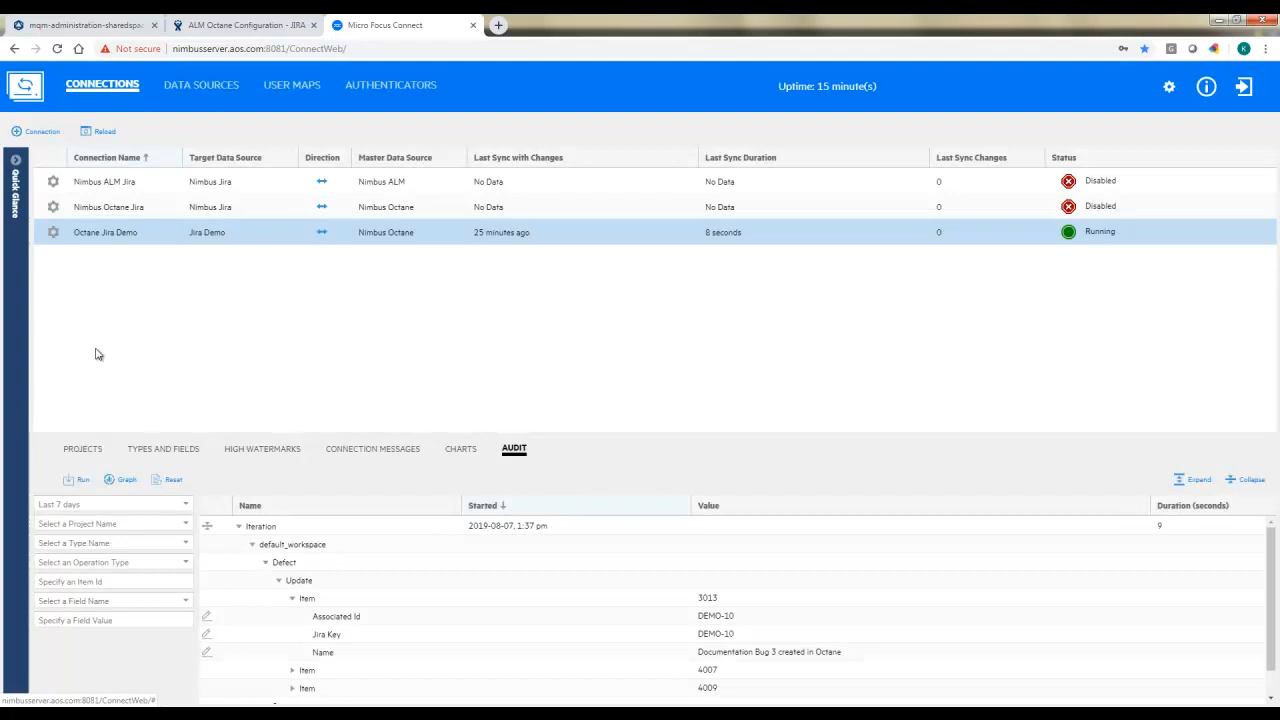 mqm-administration-sharedspac
ALM Octane Configuration - JIRA
Micro Focus Connect
Not secure
nimbusserver.aos.com:8081/ConnectWeb/
K
CONNECTIONS DATA SOURCES USER MAPS AUTHENTICATORS
Uptime: 15 minute(s)
Connection Reload
Quick Glance
Connection Name Target Data Source Direction Master Data Source Last Sync with Changes Last Sync Duration Last Sync Changes Status
Nimbus ALM Jira Nimbus Jira Nimbus ALM No Data No Data 0 Disabled
Nimbus Octane Jira Nimbus Jira Nimbus Octane No Data No Data 0 Disabled
Octane Jira Demo Jira Demo Nimbus Octane 25 minutes ago 8 seconds 0 Running
PROJECTS TYPES AND FIELDS HIGH WATERMARKS CONNECTION MESSAGES CHARTS AUDIT
Run Graph Reset Expand Collapse
Last 7 days
Select a Project Name
Select a Type Name
Select an Operation Type
Specify an Item Id
Select a Field Name
Specify a Field Value
Name Started Value Duration (seconds)
Iteration 2019-08-07, 1:37 pm 9
default_workspace
Defect
Update
Item 3013
Associated Id DEMO-10
Jira Key DEMO-10
Name Documentation Bug 3 created in Octane
Item 4007
Item 4009
nimbusserver.aos.com:8081/ConnectWeb/#